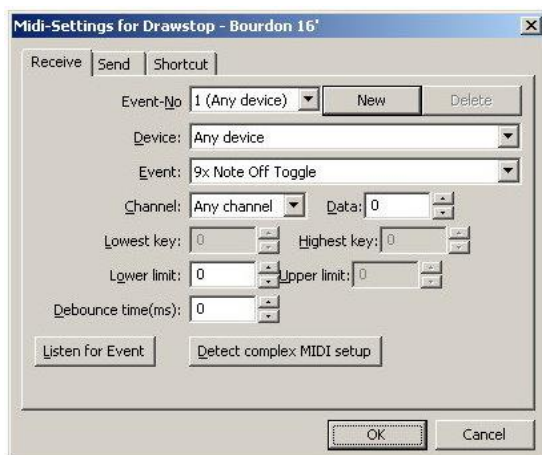 Midi-Settings for Drawstop - Bourdon 16'
Receive Send Shortcut
Event-No 1 (Any device) New Delete
Device: Any device
Event: 9x Note Off Toggle
Channel: Any channel Data: 0
Lowest key: 0 Highest key: 0
Lower limit: 0 Upper limit: 0
Debounce time(ms): 0
Listen for Event Detect complex MIDI setup
OK Cancel